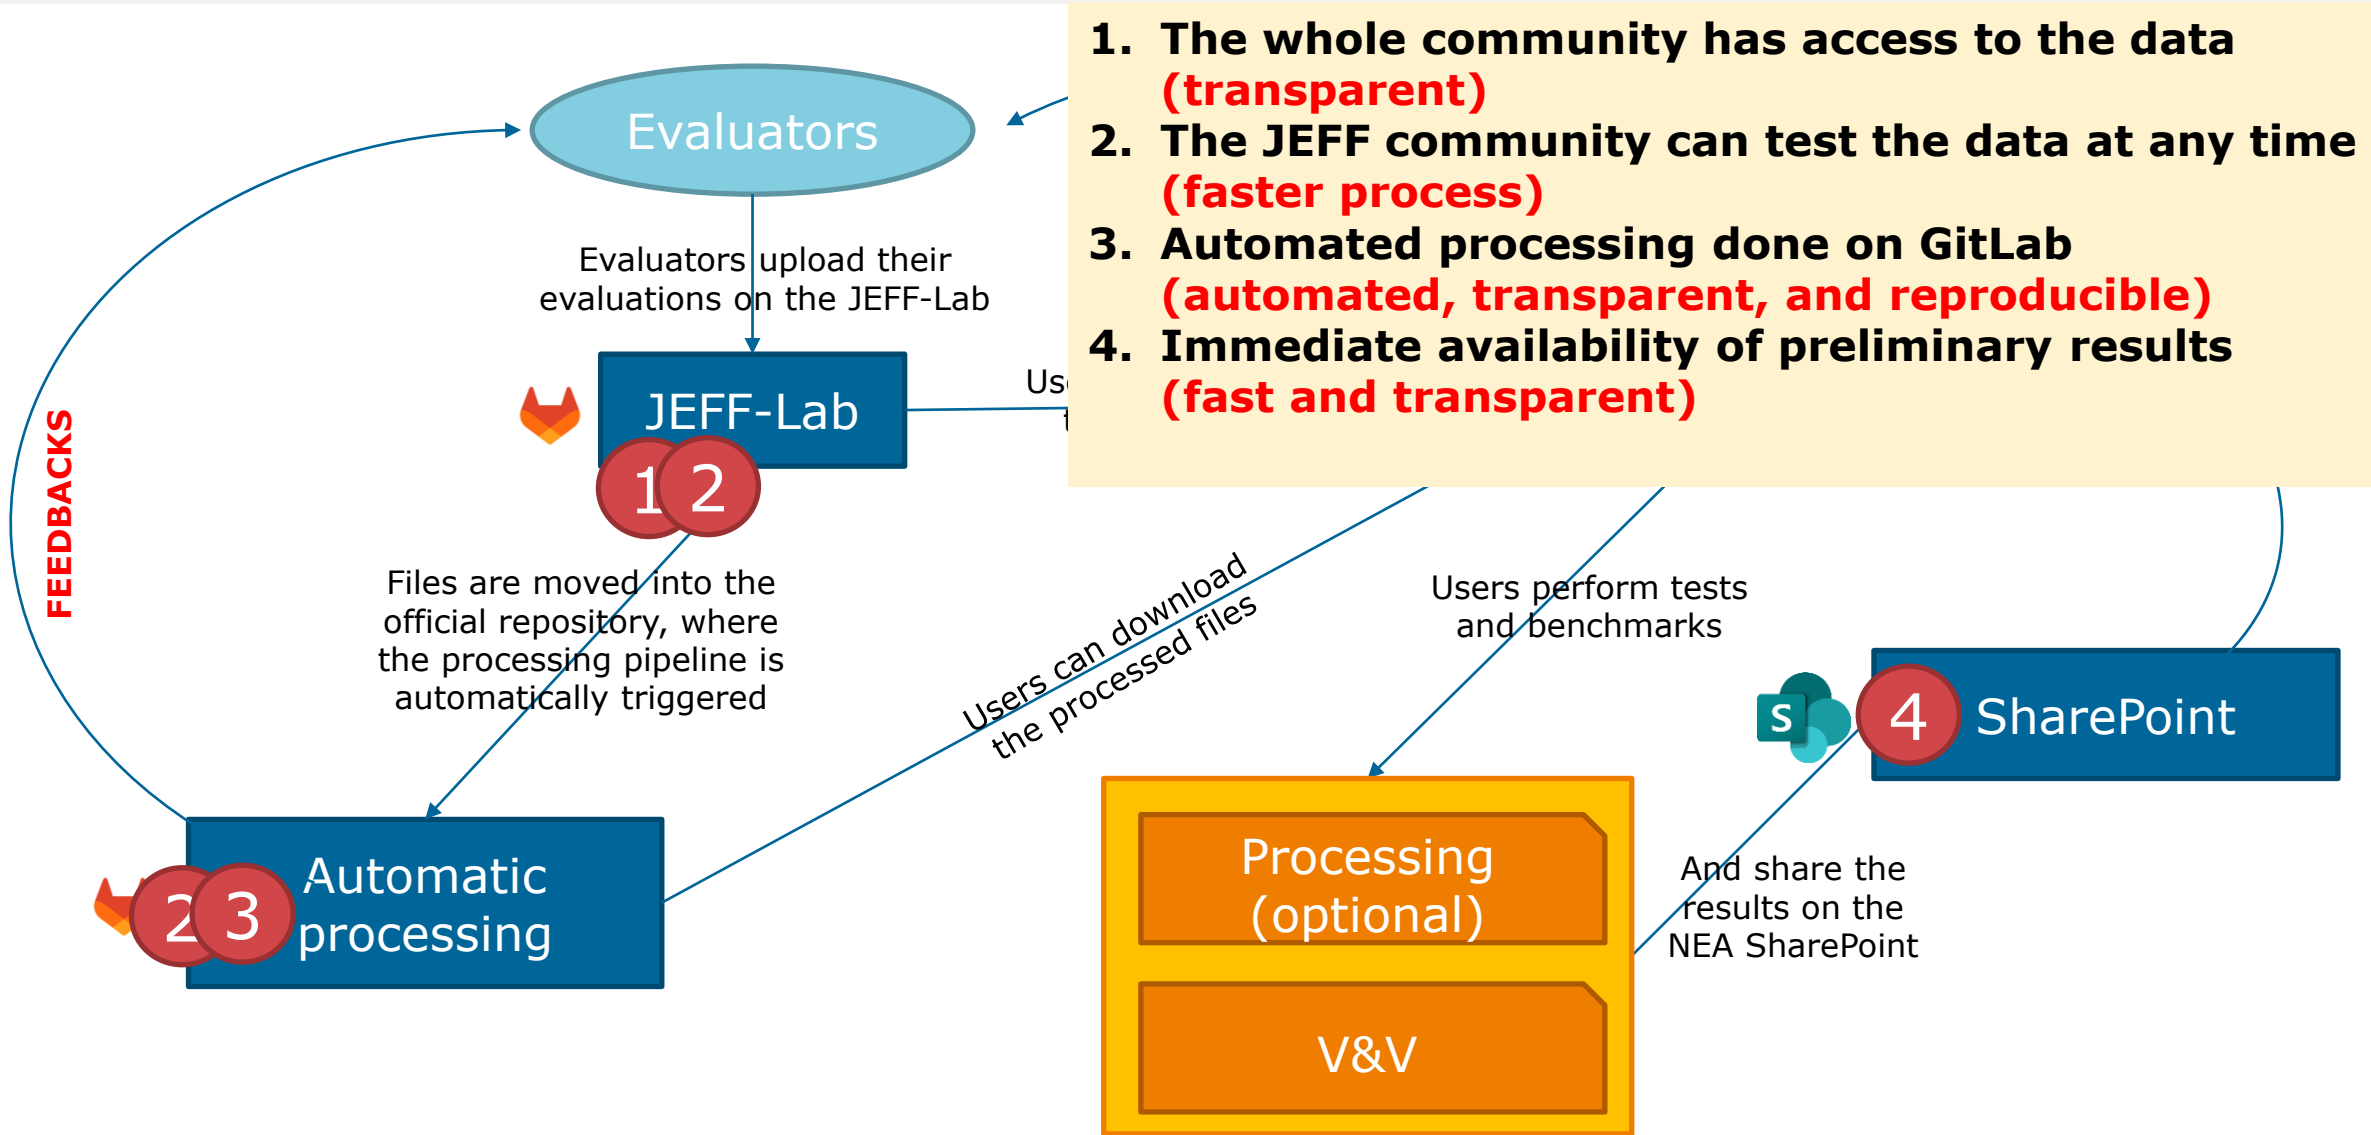 1. The whole community has access to the data
(transparent)
2. The JEFF community can test the data at any time
(faster process)
3. Automated processing done on GitLab
(automated, transparent, and reproducible)
4. Immediate availability of preliminary results
(fast and transparent)
Evaluators
Evaluators upload their
evaluations on the JEFF-Lab
JEFF-Lab
1
2
FEEDBACKS
Files are moved into the
official repository, where
the processing pipeline is
automatically triggered
Users can download
the processed files
Users perform tests
and benchmarks
S
4
SharePoint
Automatic
processing
2
3
Processing
(optional)
V&V
And share the
results on the
NEA SharePoint